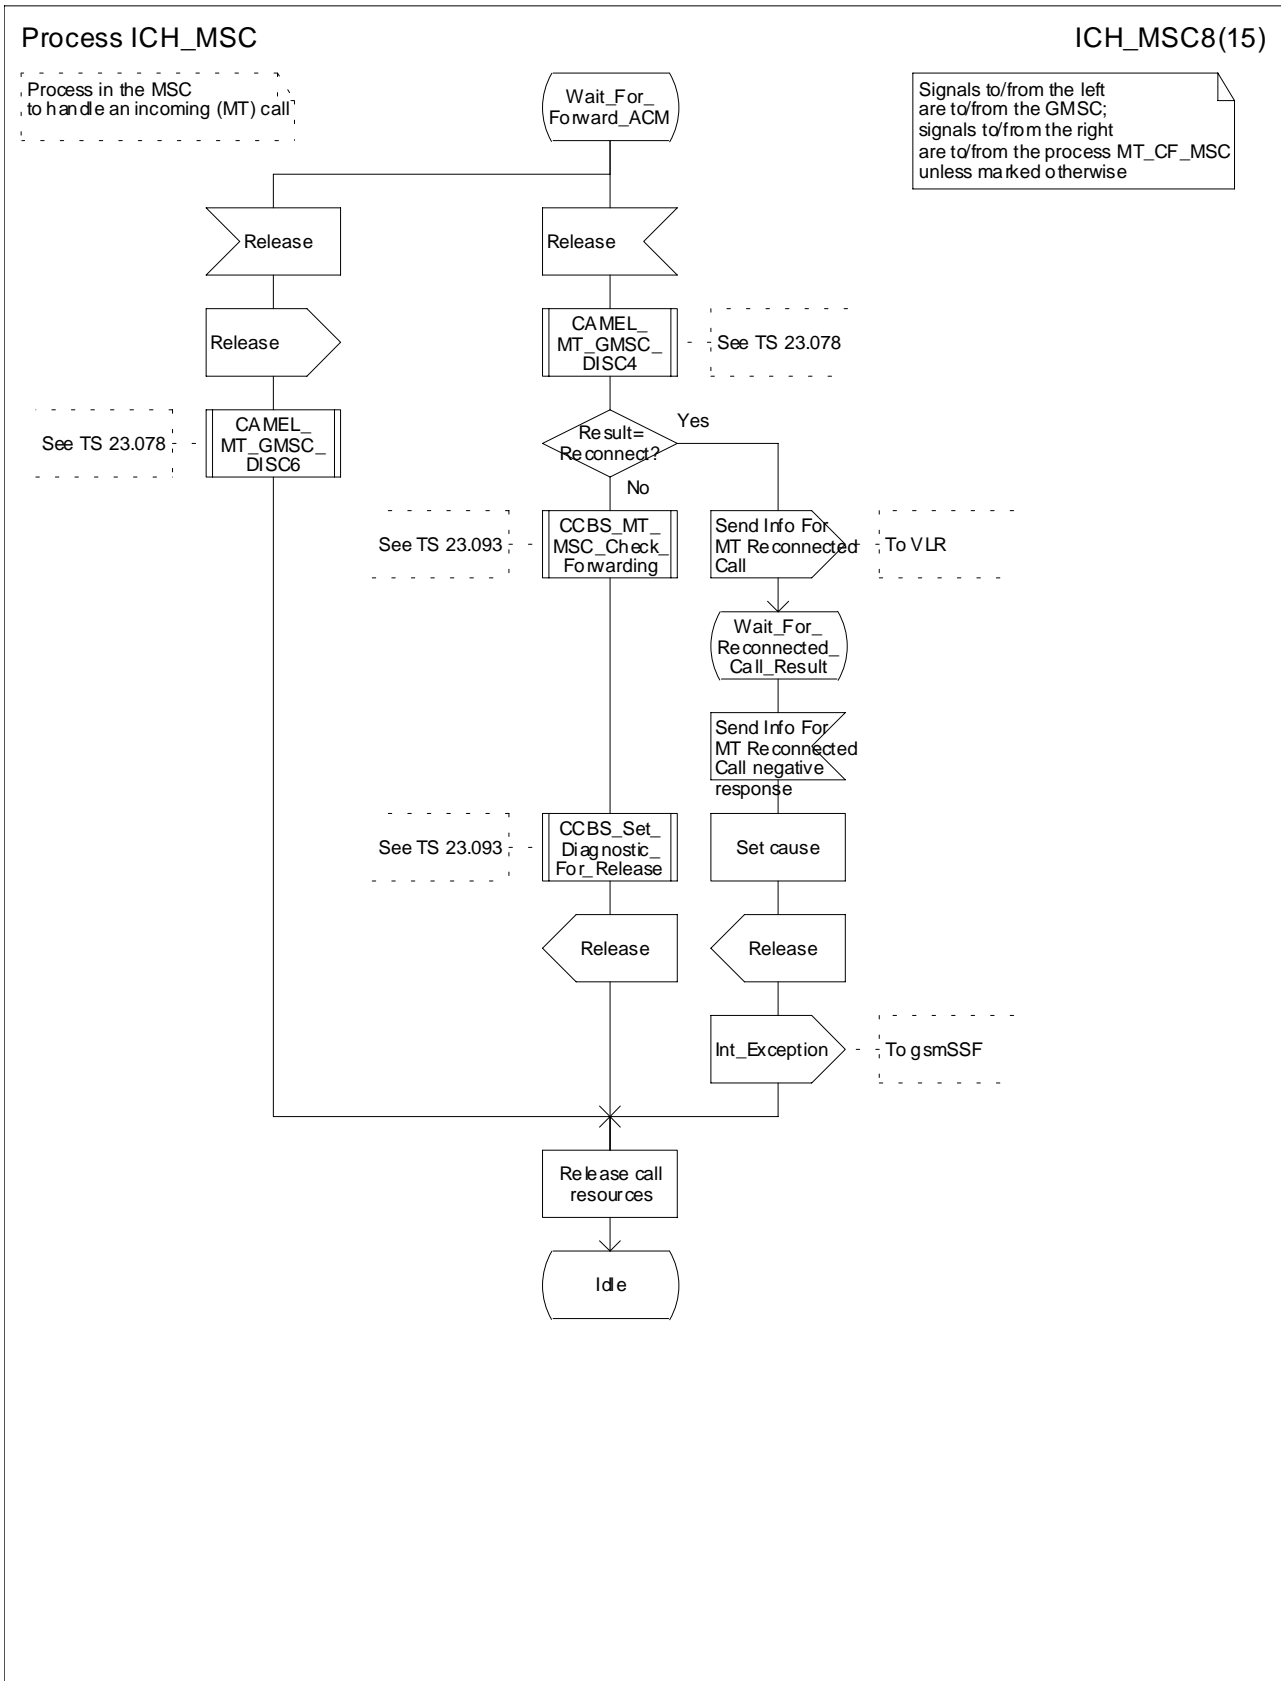 Process ICH_MSC
ICH_MSC8(15)
Process in the MSC
to handle an incoming (MT) call
Wait_For_
Forward_ACM
Signals to/from the left
are to/from the GMSC;
signals to/from the right
are to/from the process MT_CF_MSC
unless marked otherwise
Release
Release
Release
CAMEL_
MT_GMSC_
DISC4
See TS 23.078
See TS 23.078
CAMEL_
MT_GMSC_
DISC6
Result=
Reconnect?
Yes
No
See TS 23.093
CCBS_MT_
MSC_Check_
Forwarding
Send Info For
MT Reconnected
Call
To VLR
Wait_For_
Reconnected_
Call_Result
Send Info For
MT Reconnected
Call negative
response
See TS 23.093
CCBS_Set_
Diagnostic_
For_Release
Set cause
Release
Release
Int_Exception
To gsmSSF
Release call
resources
Idle